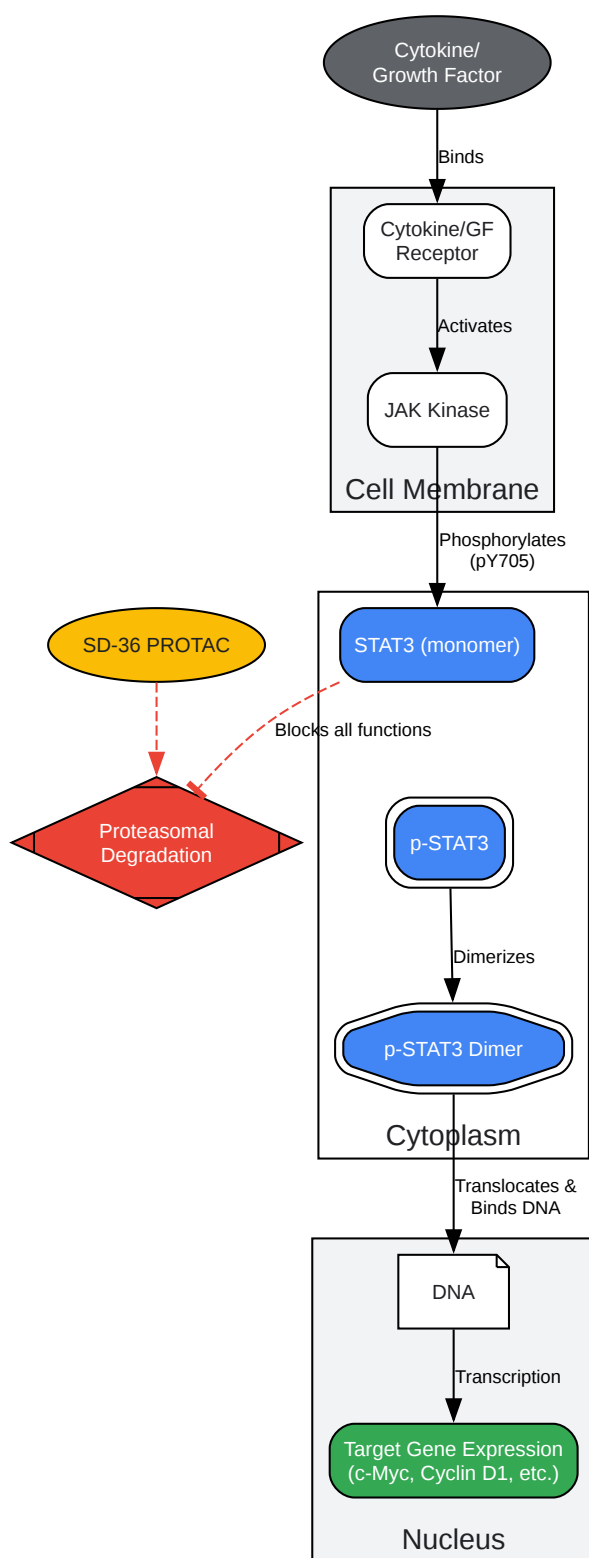 Cytokine/
Growth Factor
Binds
Cytokine/GF
Receptor
Activates
JAK Kinase
Cell Membrane
Phosphorylates
(pY705)
SD-36 PROTAC
STAT3 (monomer)
Blocks all functions
Proteasomal
Degradation
p-STAT3
Dimerizes
p-STAT3 Dimer
Cytoplasm
Translocates &
Binds DNA
DNA
Transcription
Target Gene Expression
(c-Myc, Cyclin D1, etc.)
Nucleus